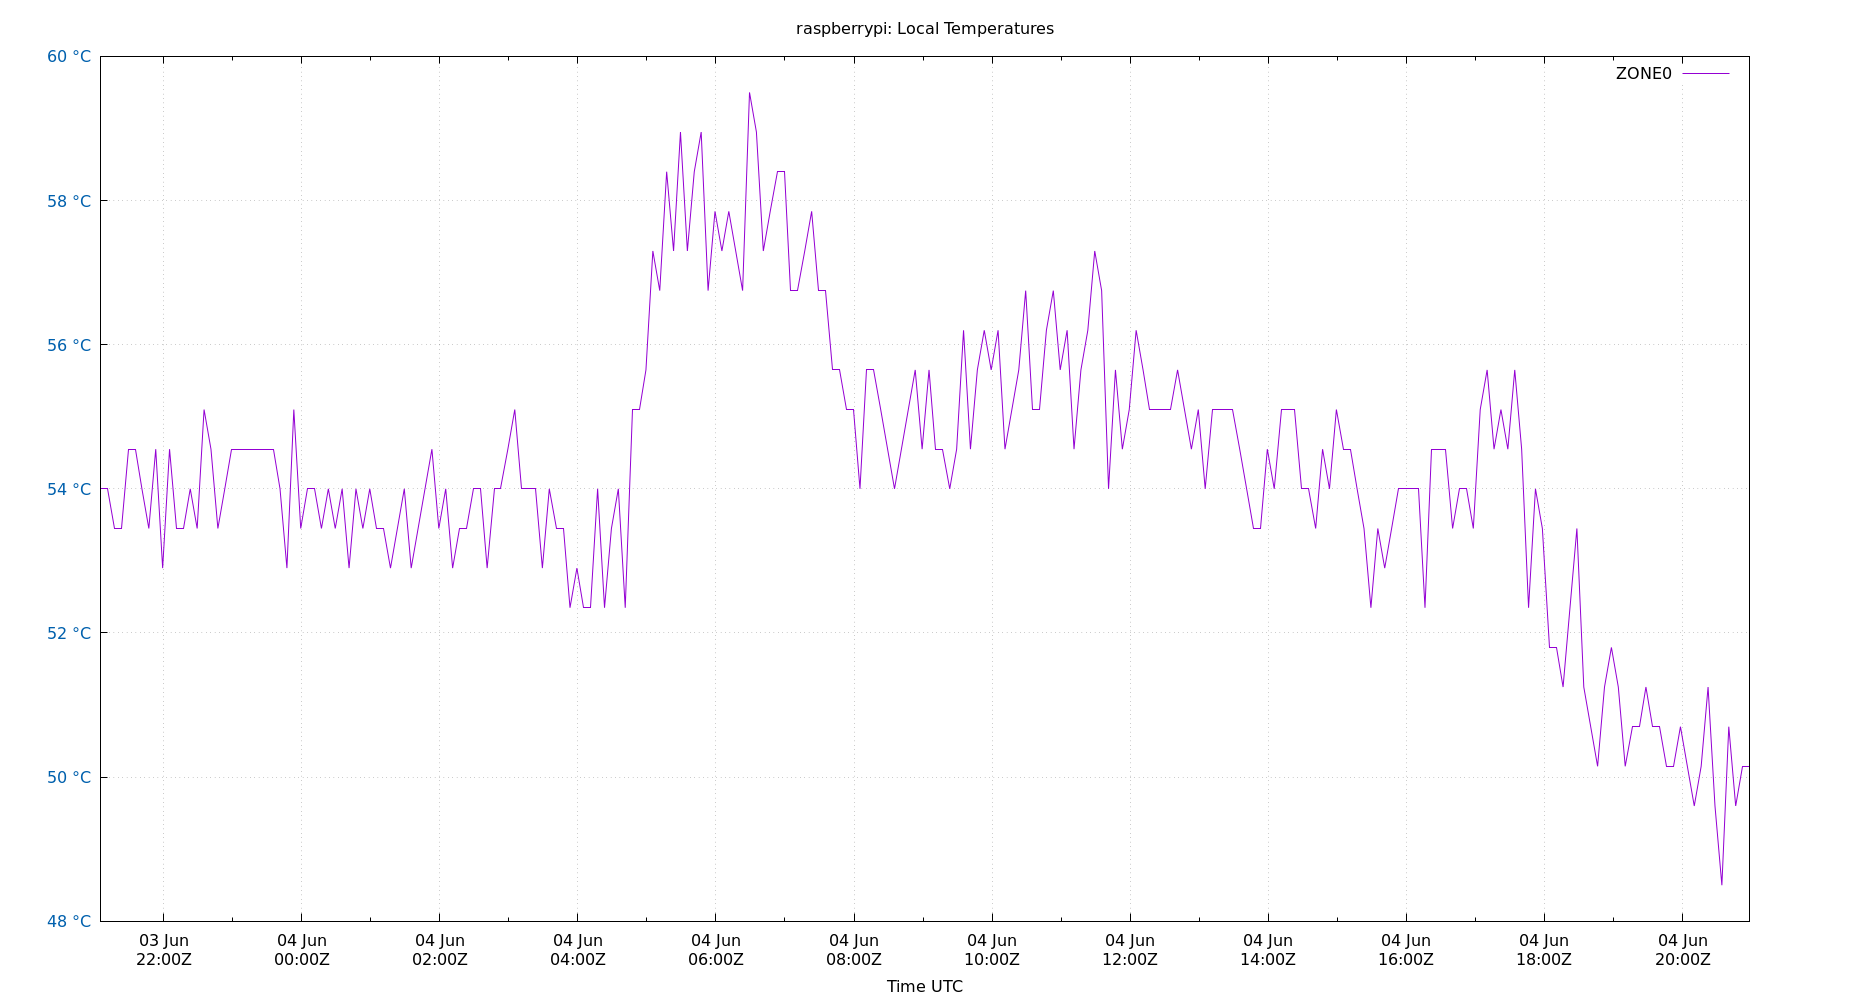 raspberrypi: Local Temperatures
60 °C
ZONE0
58 °C
56 °C
54 °C
52 °C
50 °C
48 °C
03 Jun 04 Jun 04 Jun 04 Jun 04 Jun 04 Jun 04 Jun 04 Jun 04 Jun 04 Jun 04 Jun 04 Jun
22:00Z 00:00Z 02:00Z 04:00Z 06:00Z 08:00Z 10:00Z 12:00Z 14:00Z 16:00Z 18:00Z 20:00Z
Time UTC